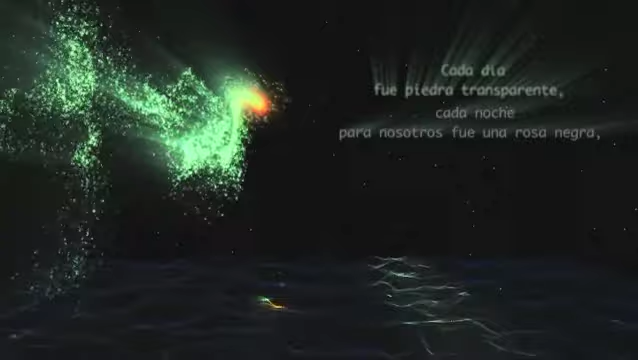 Cada día
fue piedra transparente,
cada noche
para nosotros fue una rosa negra,